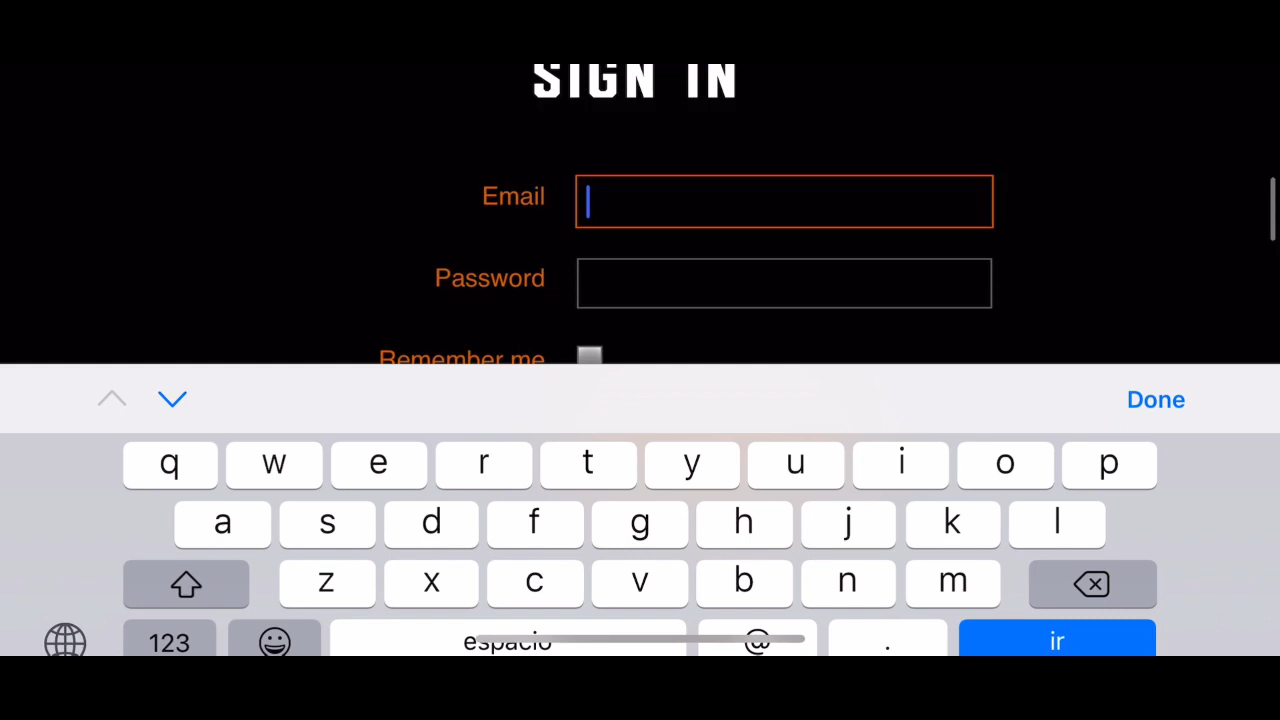 SIGN IN
Email
Password
Remember me
Done
q w e r t y u i o p
a s d f g h j k l
z x c v b n m
123 espacio @ . ir